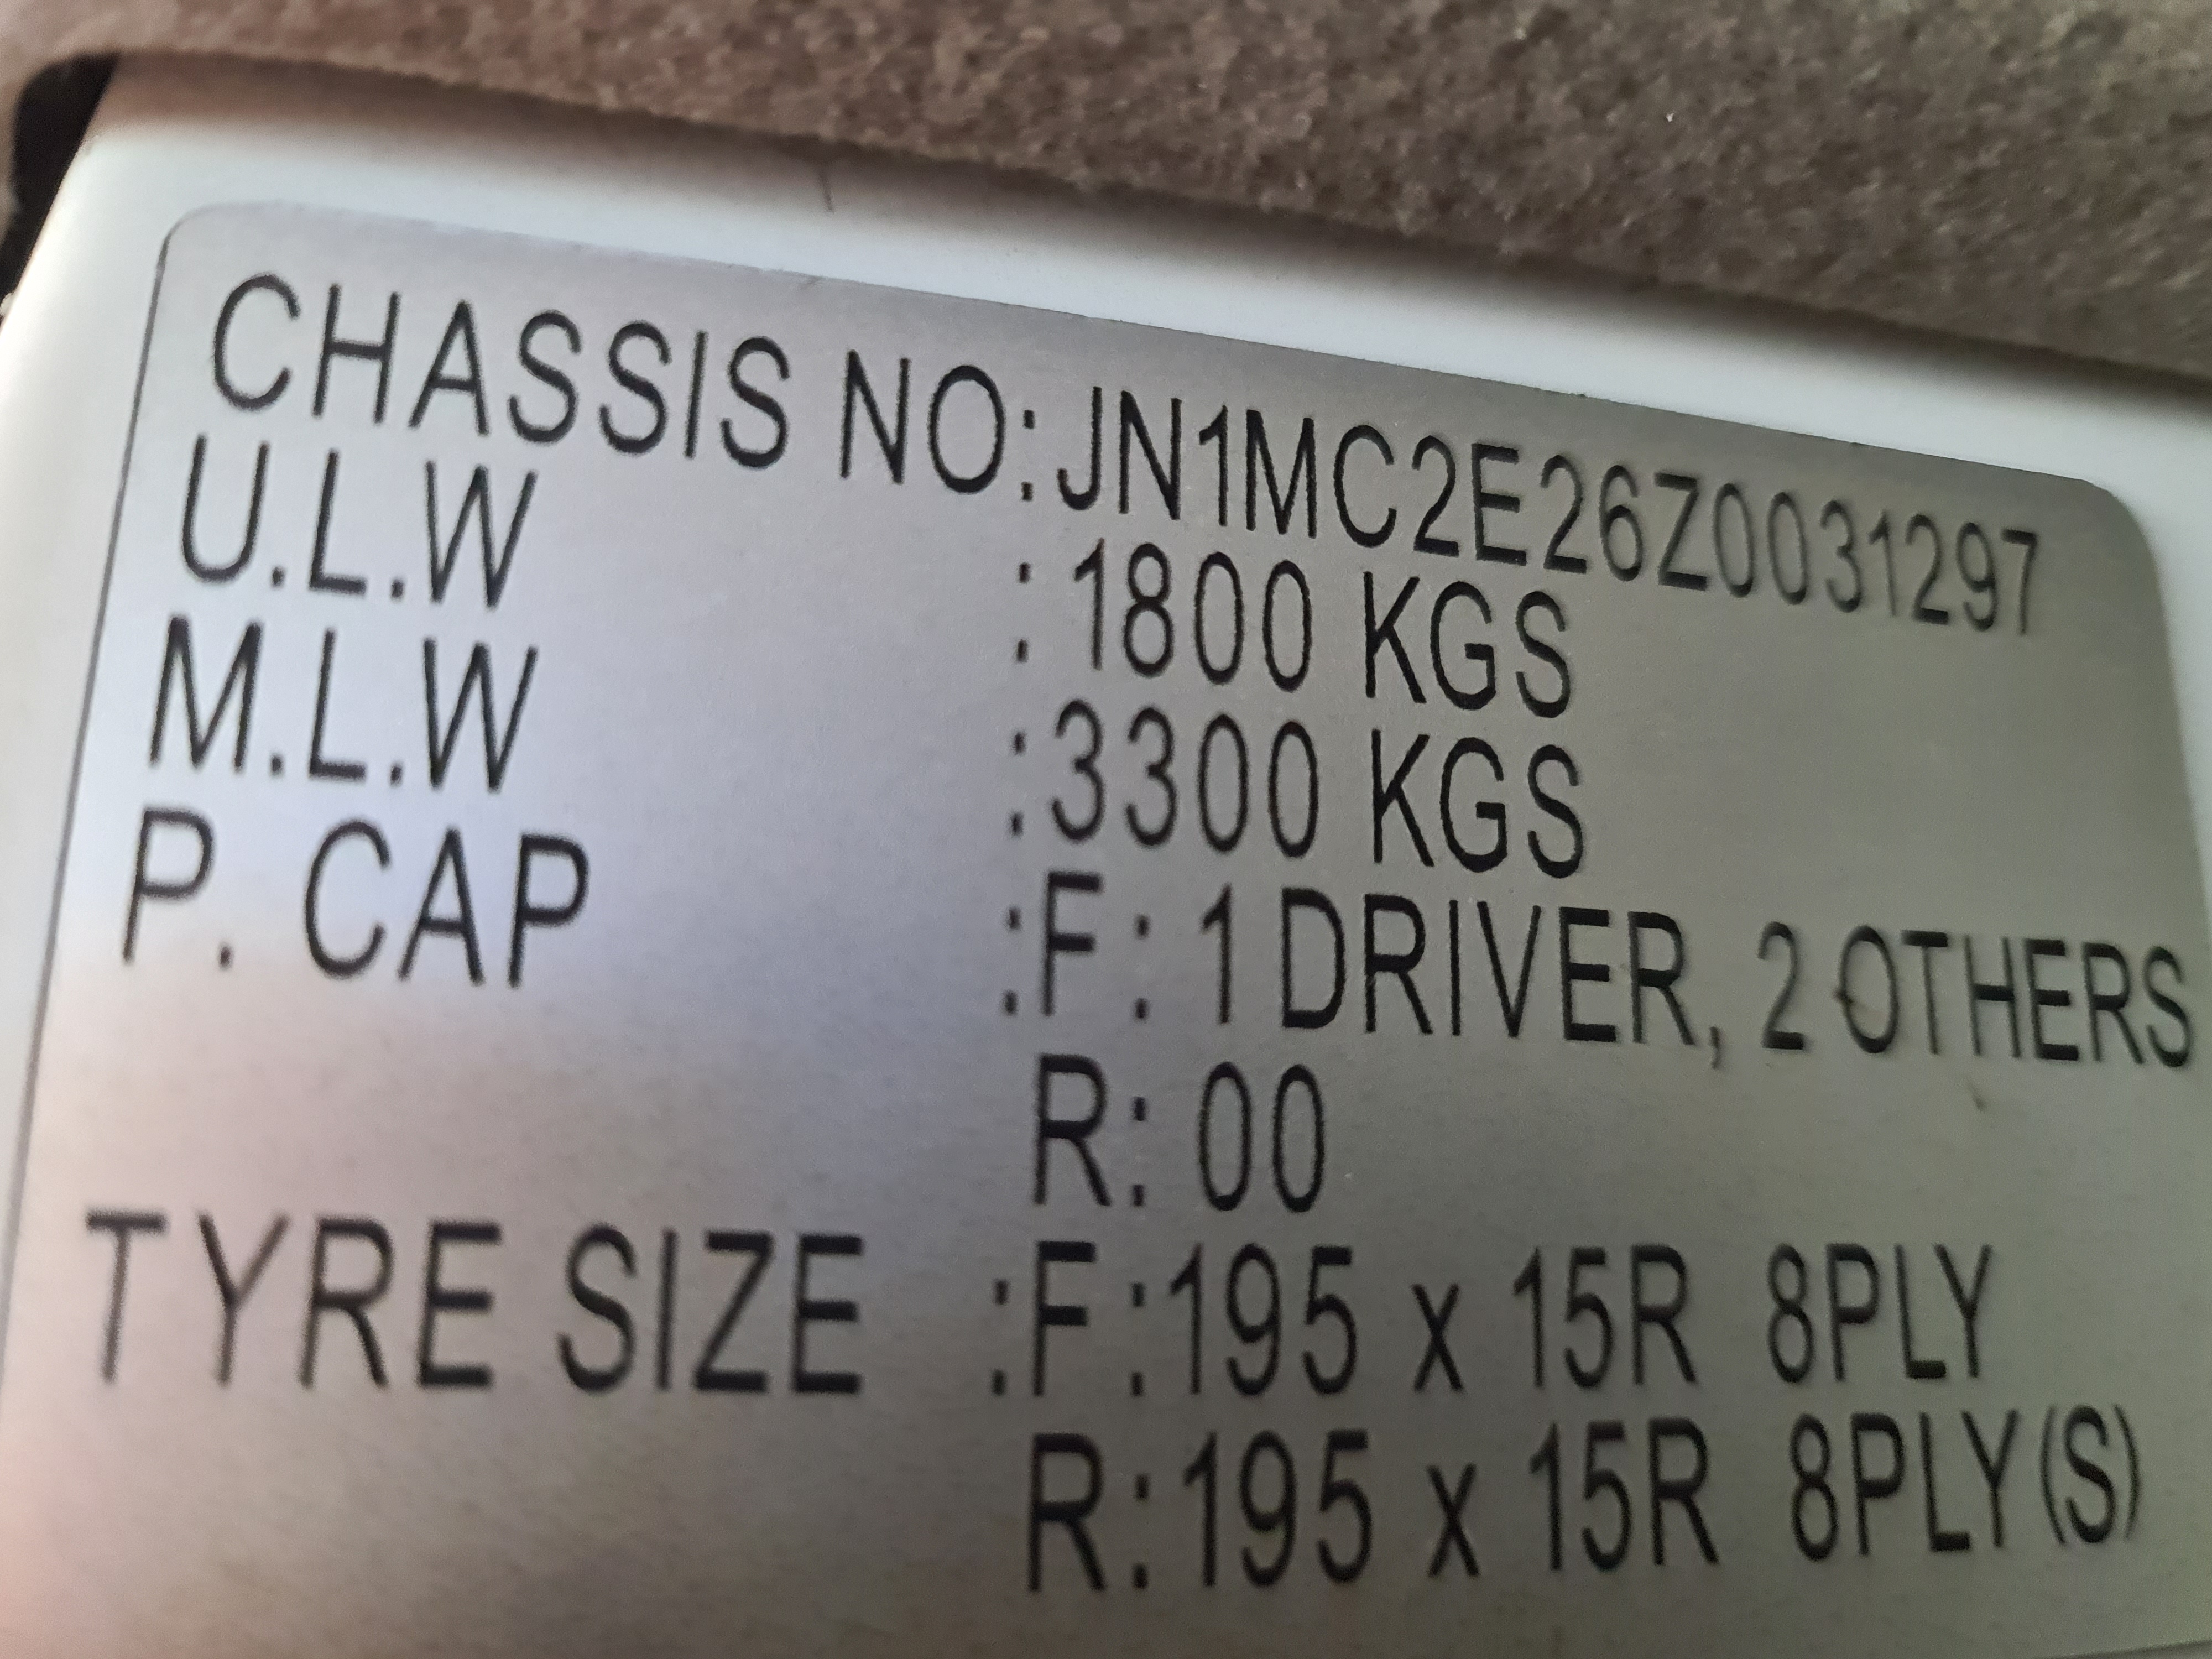 CHASSIS NO: JN1MC2E26Z0031297
U.L.W : 1800 KGS
M.L.W : 3300 KGS
P. CAP : F : 1 DRIVER, 2 OTHERS
R: 00
TYRE SIZE : F : 195 x 15R 8PLY
R: 195 x 15R 8PLY (S)